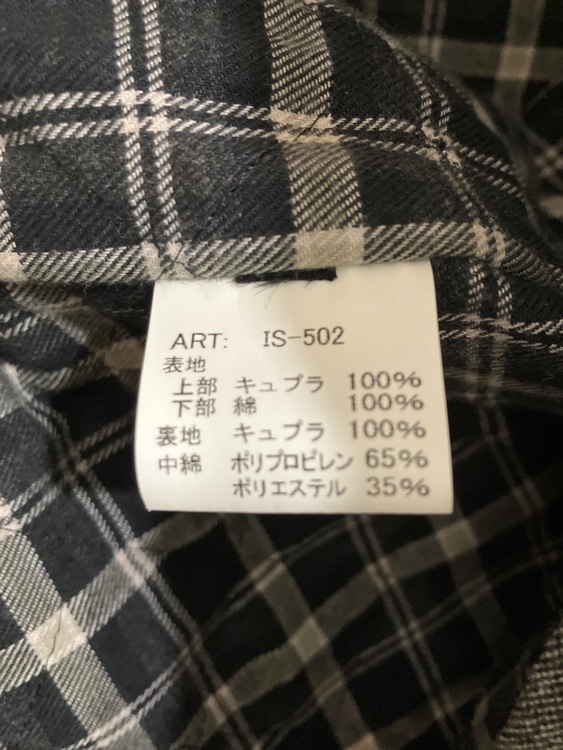 ART: IS-502
表地
上部 キュプラ 100%
下部 綿 100%
裏地 キュプラ 100%
中綿 ポリプロピレン 65%
ポリエステル 35%